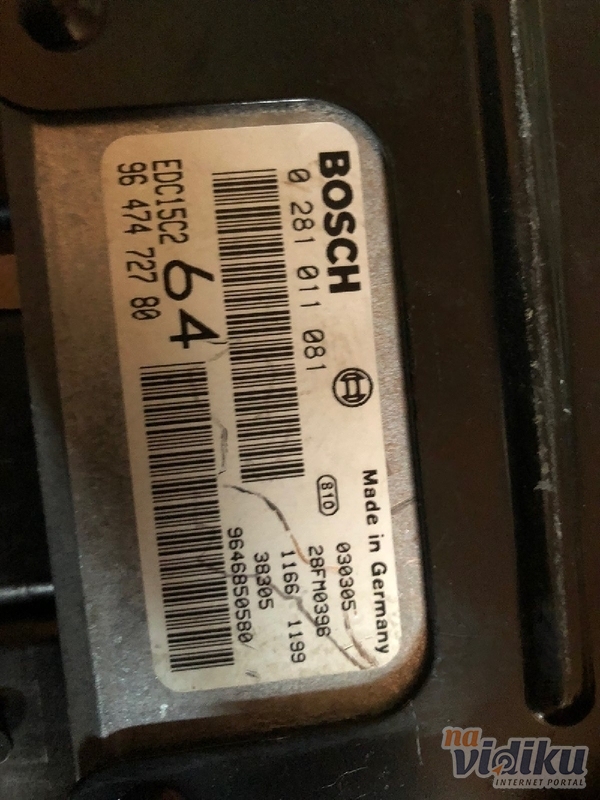 BOSCH
Made in Germany
0 281 011 081
810
030305
28FM0396
1166 1199
38305
9646850580
64
EDC15C2
96 474 727 80
na
vidiku
INTERNET PORTAL